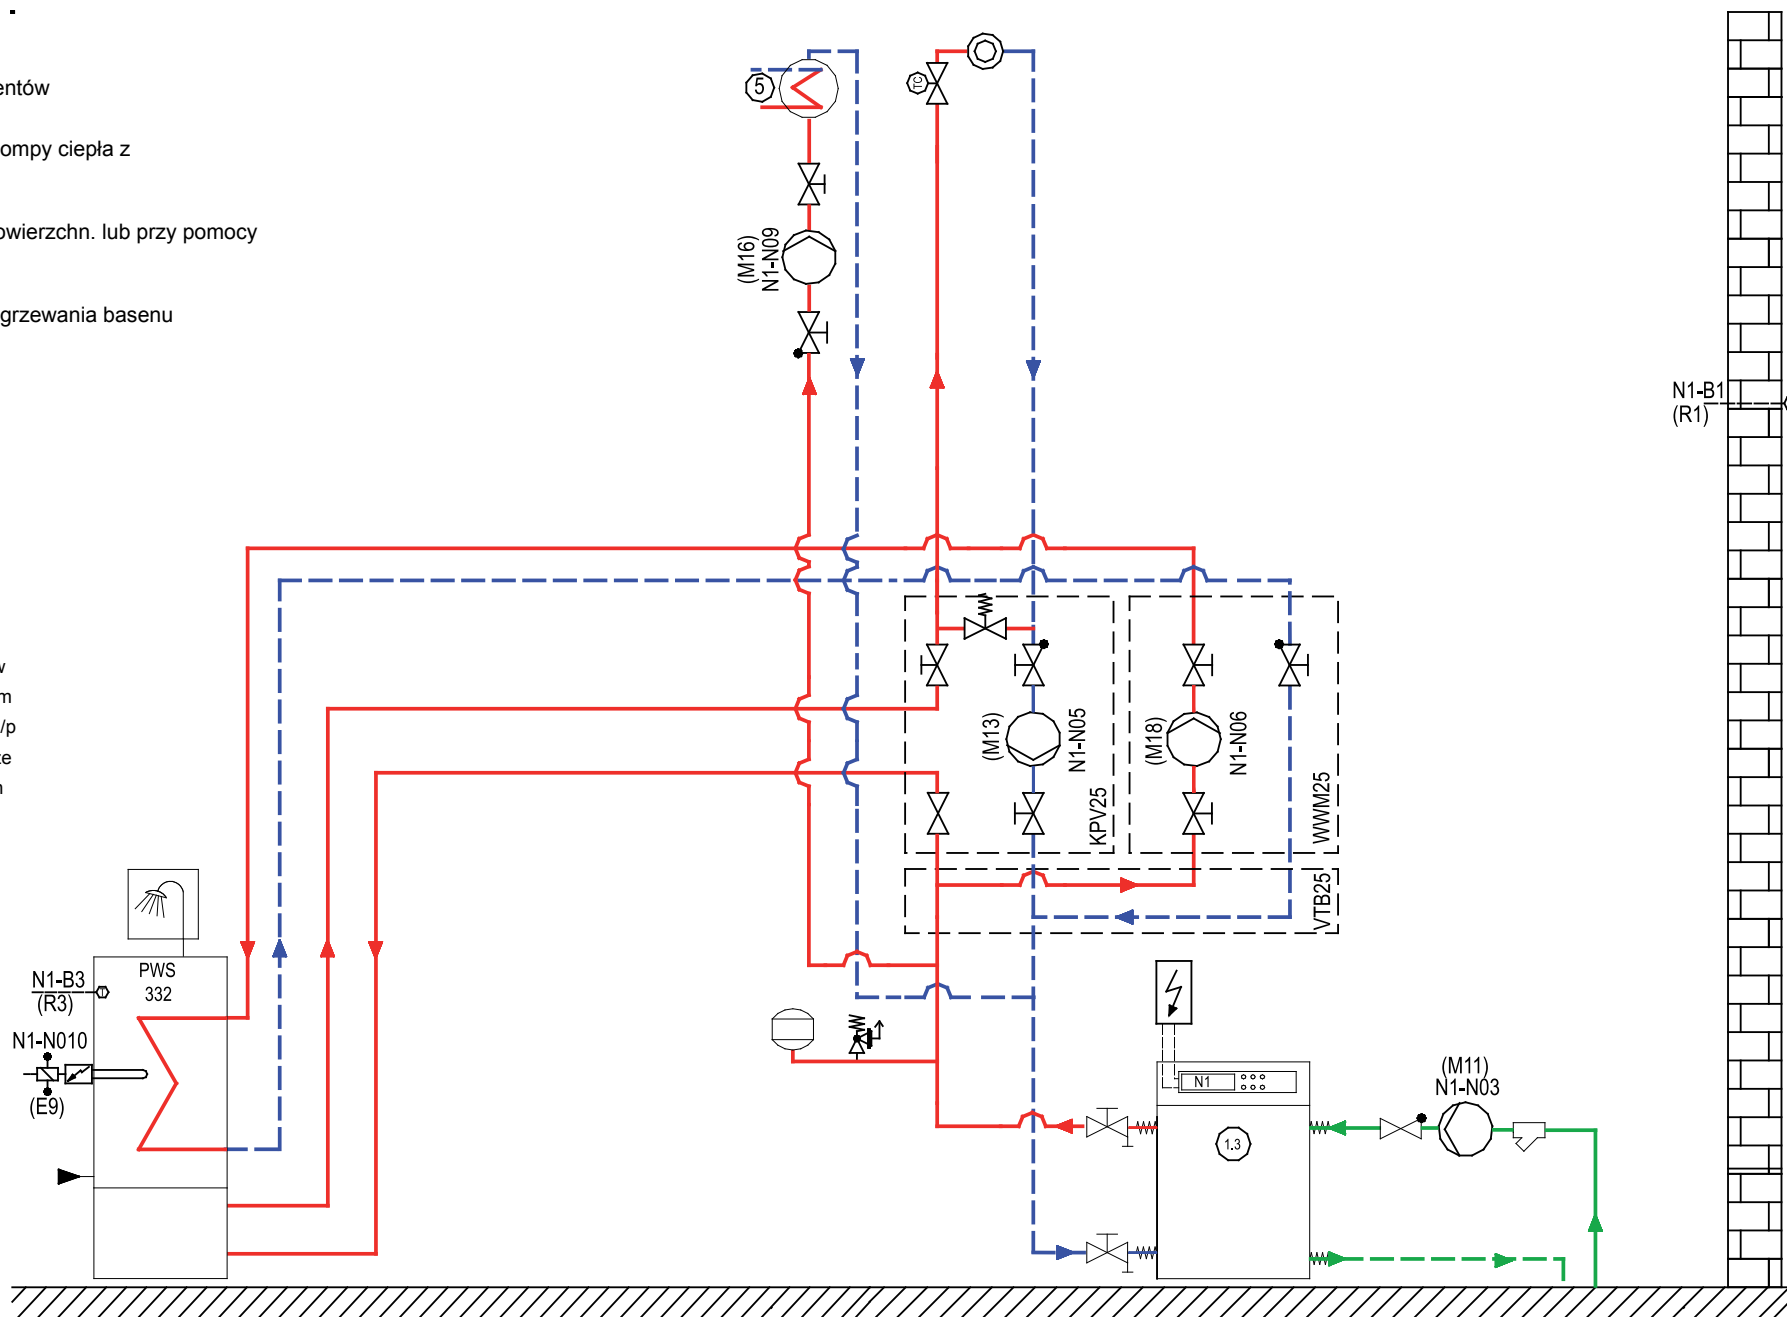 entów
ompy ciepła z
owierzchn. lub przy pomocy
grzewania basenu
w
m
/p
ze
h
5
TC
(M16)
N1-N09
N1-B1
(R1)
(M13)
N1-N05
KPV25
(M18)
N1-N06
WWM25
VTB25
PWS
332
N1-B3
(R3)
N1-N010
(E9)
N1
1.3
(M11)
N1-N03